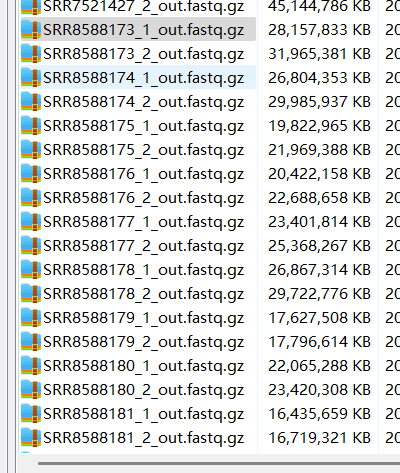 SRR7521427_2_out.fastq.gz 45,144,786 KB 20
SRR8588173_1_out.fastq.gz 28,157,833 KB 20
SRR8588173_2_out.fastq.gz 31,965,381 KB 20
SRR8588174_1_out.fastq.gz 26,804,353 KB 20
SRR8588174_2_out.fastq.gz 29,985,937 KB 20
SRR8588175_1_out.fastq.gz 19,822,965 KB 20
SRR8588175_2_out.fastq.gz 21,969,388 KB 20
SRR8588176_1_out.fastq.gz 20,422,158 KB 20
SRR8588176_2_out.fastq.gz 22,688,658 KB 20
SRR8588177_1_out.fastq.gz 23,401,814 KB 20
SRR8588177_2_out.fastq.gz 25,368,267 KB 20
SRR8588178_1_out.fastq.gz 26,867,314 KB 20
SRR8588178_2_out.fastq.gz 29,722,776 KB 20
SRR8588179_1_out.fastq.gz 17,627,508 KB 20
SRR8588179_2_out.fastq.gz 17,796,614 KB 20
SRR8588180_1_out.fastq.gz 22,065,288 KB 20
SRR8588180_2_out.fastq.gz 23,420,308 KB 20
SRR8588181_1_out.fastq.gz 16,435,659 KB 20
SRR8588181_2_out.fastq.gz 16,719,321 KB 20